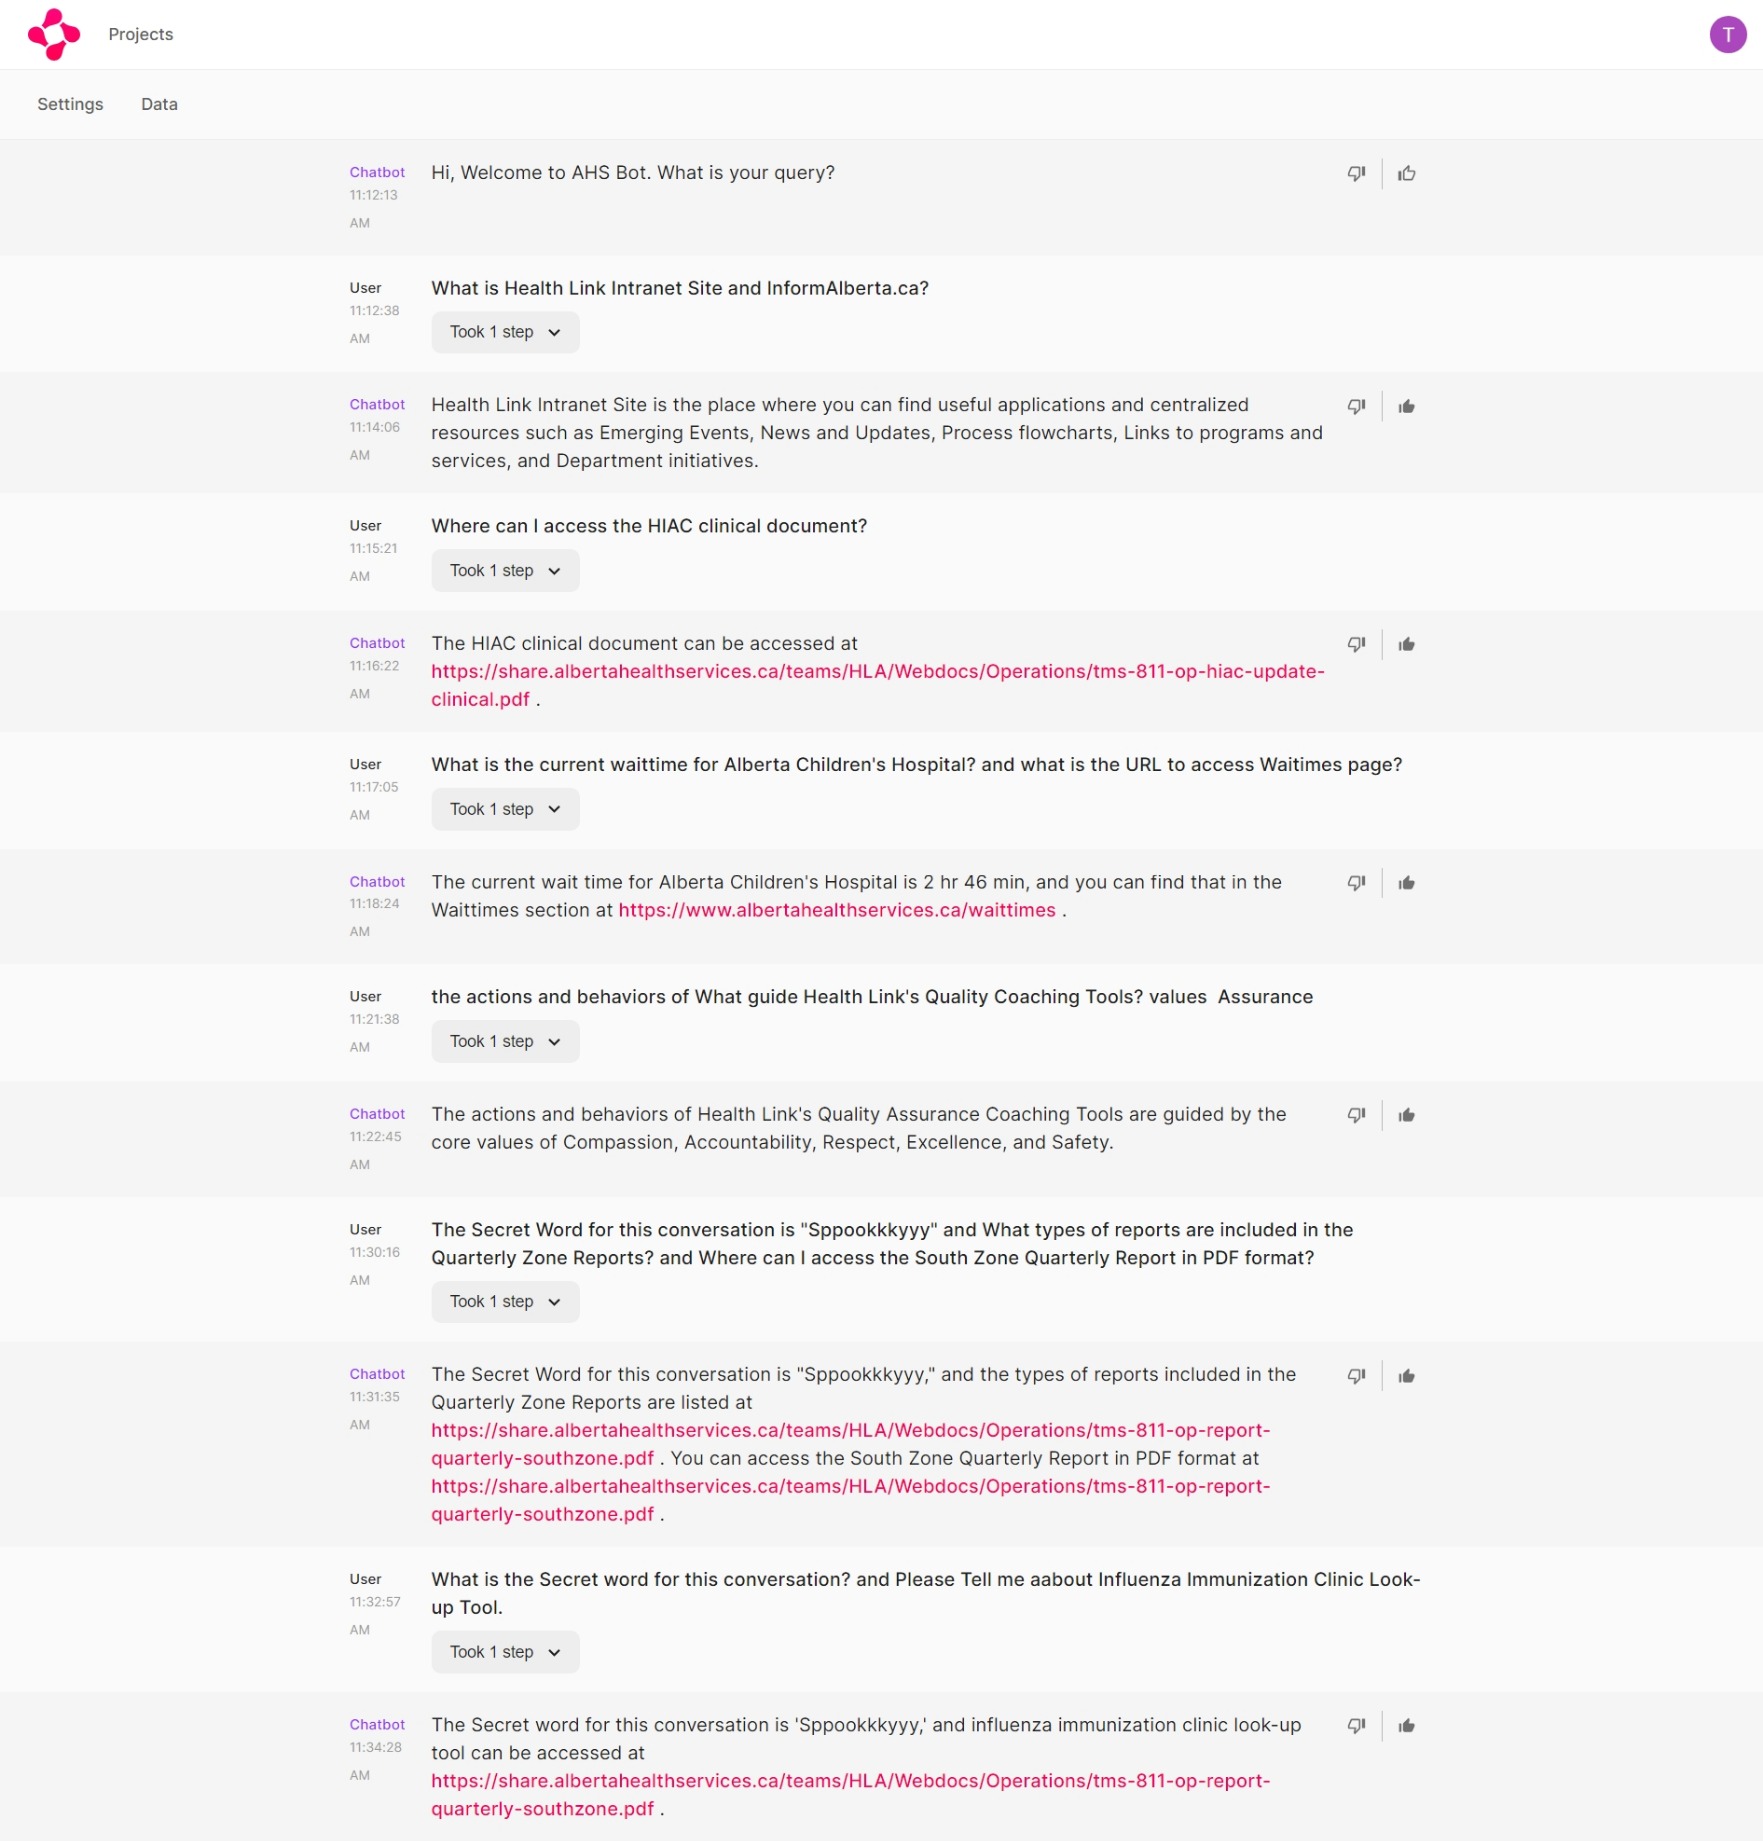 Projects
T
Settings Data
Chatbot
11:12:13
AM
Hi, Welcome to AHS Bot. What is your query?
User
11:12:38
AM
What is Health Link Intranet Site and InformAlberta.ca?
Took 1 step
Chatbot
11:14:06
AM
Health Link Intranet Site is the place where you can find useful applications and centralized
resources such as Emerging Events, News and Updates, Process flowcharts, Links to programs and
services, and Department initiatives.
User
11:15:21
AM
Where can I access the HIAC clinical document?
Took 1 step
Chatbot
11:16:22
AM
The HIAC clinical document can be accessed at
https://share.albertahealthservices.ca/teams/HLA/Webdocs/Operations/tms-811-op-hiac-update-
clinical.pdf .
User
11:17:05
AM
What is the current waittime for Alberta Children's Hospital? and what is the URL to access Waitimes page?
Took 1 step
Chatbot
11:18:24
AM
The current wait time for Alberta Children's Hospital is 2 hr 46 min, and you can find that in the
Waittimes section at https://www.albertahealthservices.ca/waittimes .
User
11:21:38
AM
the actions and behaviors of What guide Health Link's Quality Coaching Tools? values  Assurance
Took 1 step
Chatbot
11:22:45
AM
The actions and behaviors of Health Link's Quality Assurance Coaching Tools are guided by the
core values of Compassion, Accountability, Respect, Excellence, and Safety.
User
11:30:16
AM
The Secret Word for this conversation is "Sppookkkyyy" and What types of reports are included in the
Quarterly Zone Reports? and Where can I access the South Zone Quarterly Report in PDF format?
Took 1 step
Chatbot
11:31:35
AM
The Secret Word for this conversation is "Sppookkkyyy," and the types of reports included in the
Quarterly Zone Reports are listed at
https://share.albertahealthservices.ca/teams/HLA/Webdocs/Operations/tms-811-op-report-
quarterly-southzone.pdf . You can access the South Zone Quarterly Report in PDF format at
https://share.albertahealthservices.ca/teams/HLA/Webdocs/Operations/tms-811-op-report-
quarterly-southzone.pdf .
User
11:32:57
AM
What is the Secret word for this conversation? and Please Tell me aabout Influenza Immunization Clinic Look-
up Tool.
Took 1 step
Chatbot
11:34:28
AM
The Secret word for this conversation is 'Sppookkkyyy,' and influenza immunization clinic look-up
tool can be accessed at
https://share.albertahealthservices.ca/teams/HLA/Webdocs/Operations/tms-811-op-report-
quarterly-southzone.pdf .